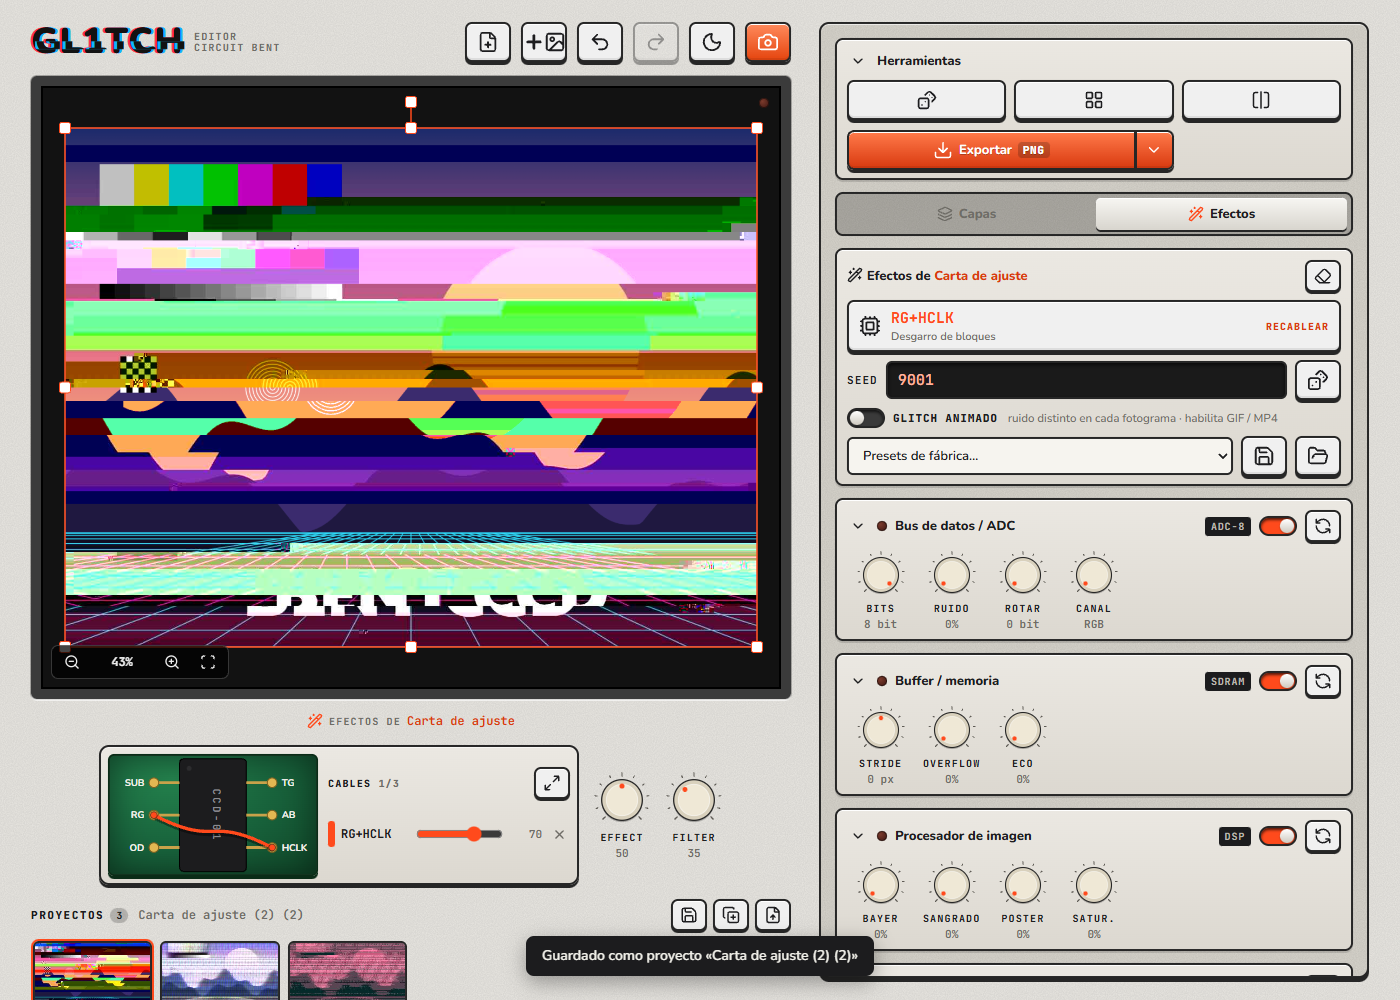 GL1TCH
EDITOR
CIRCUIT BENT
Herramientas
Exportar PNG
Capas
Efectos
Efectos de Carta de ajuste
RG+HCLK
Desgarro de bloques
RECABLEAR
SEED
9001
GLITCH ANIMADO ruido distinto en cada fotograma · habilita GIF / MP4
Presets de fábrica...
Bus de datos / ADC
ADC-8
BITS RUIDO ROTAR CANAL
8 bit 0% 0 bit RGB
Buffer / memoria
SDRAM
STRIDE OVERFLOW ECO
0 px 0% 0%
Procesador de imagen
DSP
BAYER SANGRADO POSTER SATUR.
0% 0% 0% 0%
43%
EFECTOS DE Carta de ajuste
SUB TG
RG AB
OD HCLK
CCD-01
CABLES 1/3
RG+HCLK 70
EFFECT FILTER
50 35
PROYECTOS 3 Carta de ajuste (2) (2)
Guardado como proyecto «Carta de ajuste (2) (2)»